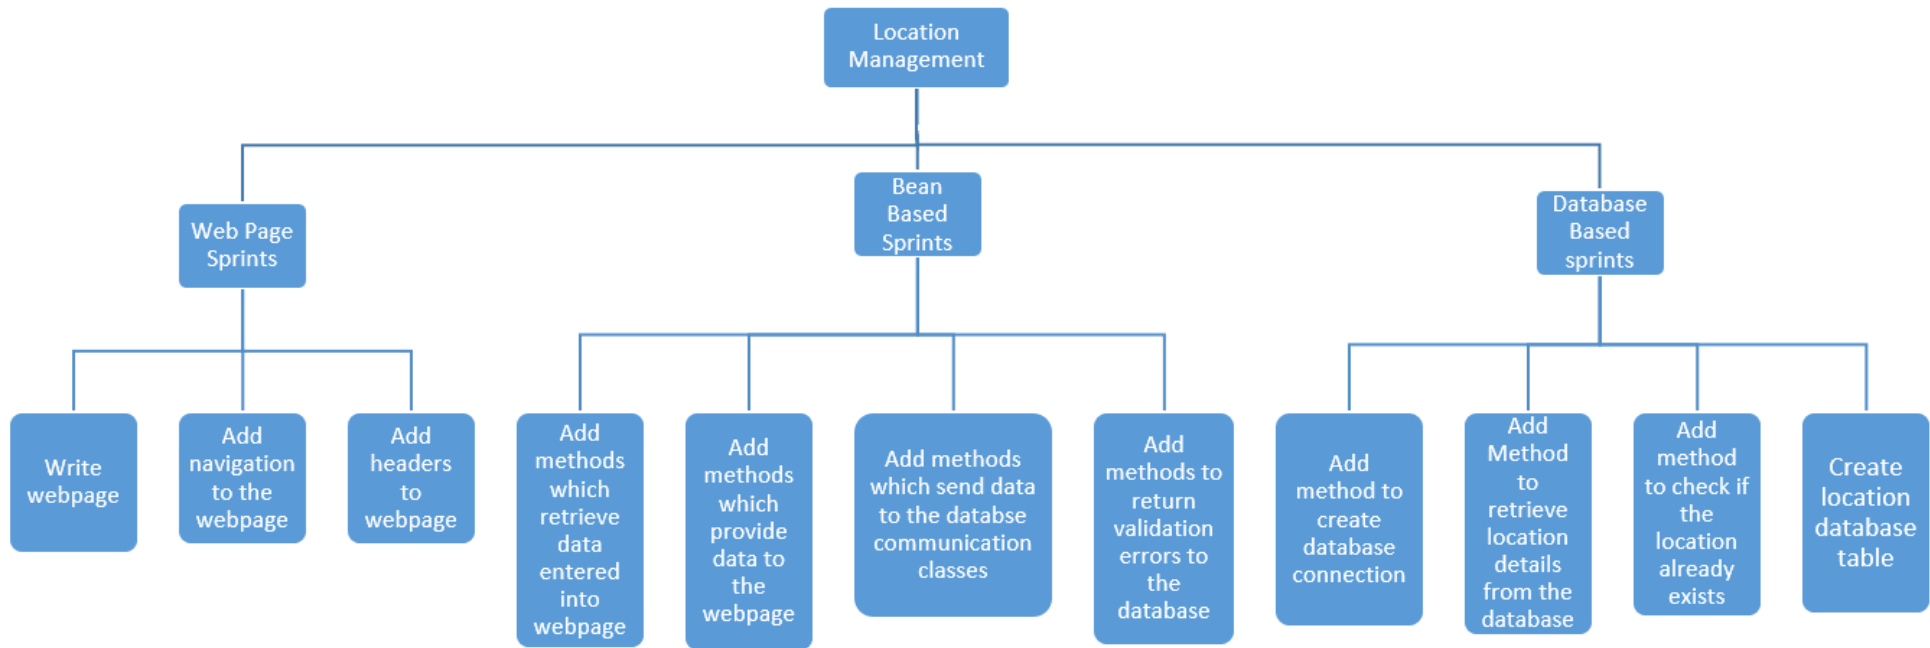 Location
Management
Web Page
Sprints
Bean
Based
Sprints
Database
Based
sprints
Write
webpage
Add
navigation
to the
webpage
Add
headers
to
webpage
Add
methods
which
retrieve
data
entered
into
webpage
Add
methods
which
provide
data to
the
webpage
Add methods
which send data
to the databse
communication
classes
Add
methods to
return
validation
errors to
the
database
Add
method to
create
database
connection
Add
Method
to
retrieve
location
details
from the
database
Add
method
to check if
the
location
already
exists
Create
location
database
table